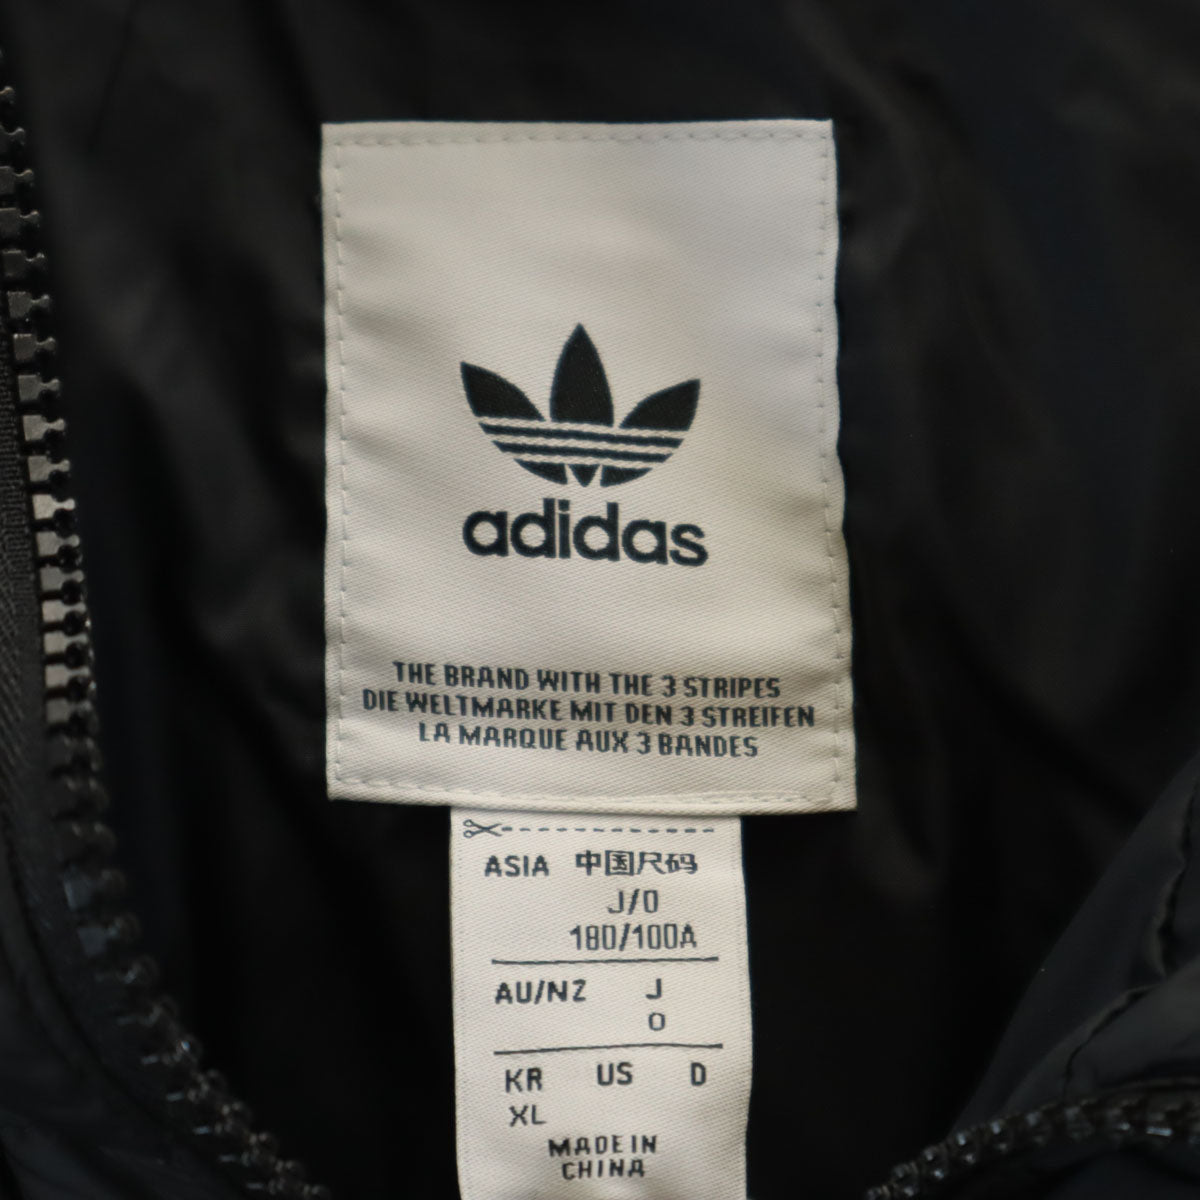 adidas
THE BRAND WITH THE 3 STRIPES
DIE WELTMARKE MIT DEN 3 STREIFEN
LA MARQUE AUX 3 BANDES
ASIA 中国尺码
J/O
180/100A
AU/NZ J
O
KR US D
XL
MADE IN
CHINA